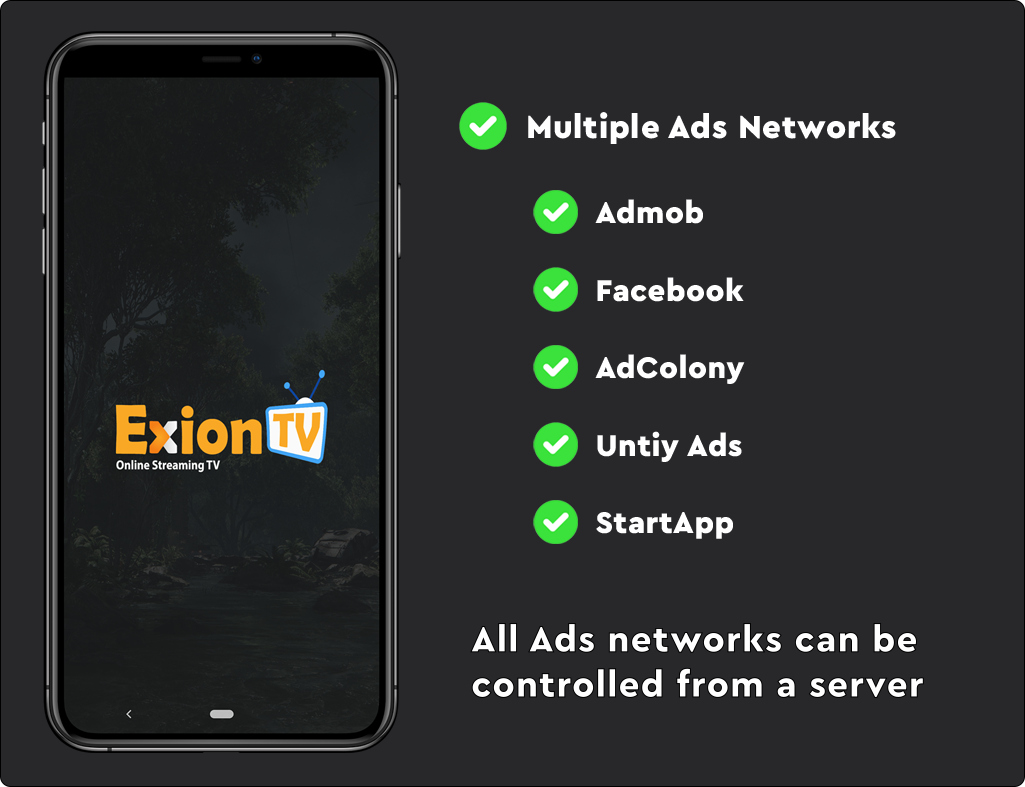 Multiple Ads Networks
Admob
Facebook
AdColony
Untiy Ads
StartApp
Exion TV
Online Streaming TV
All Ads networks can be
controlled from a server